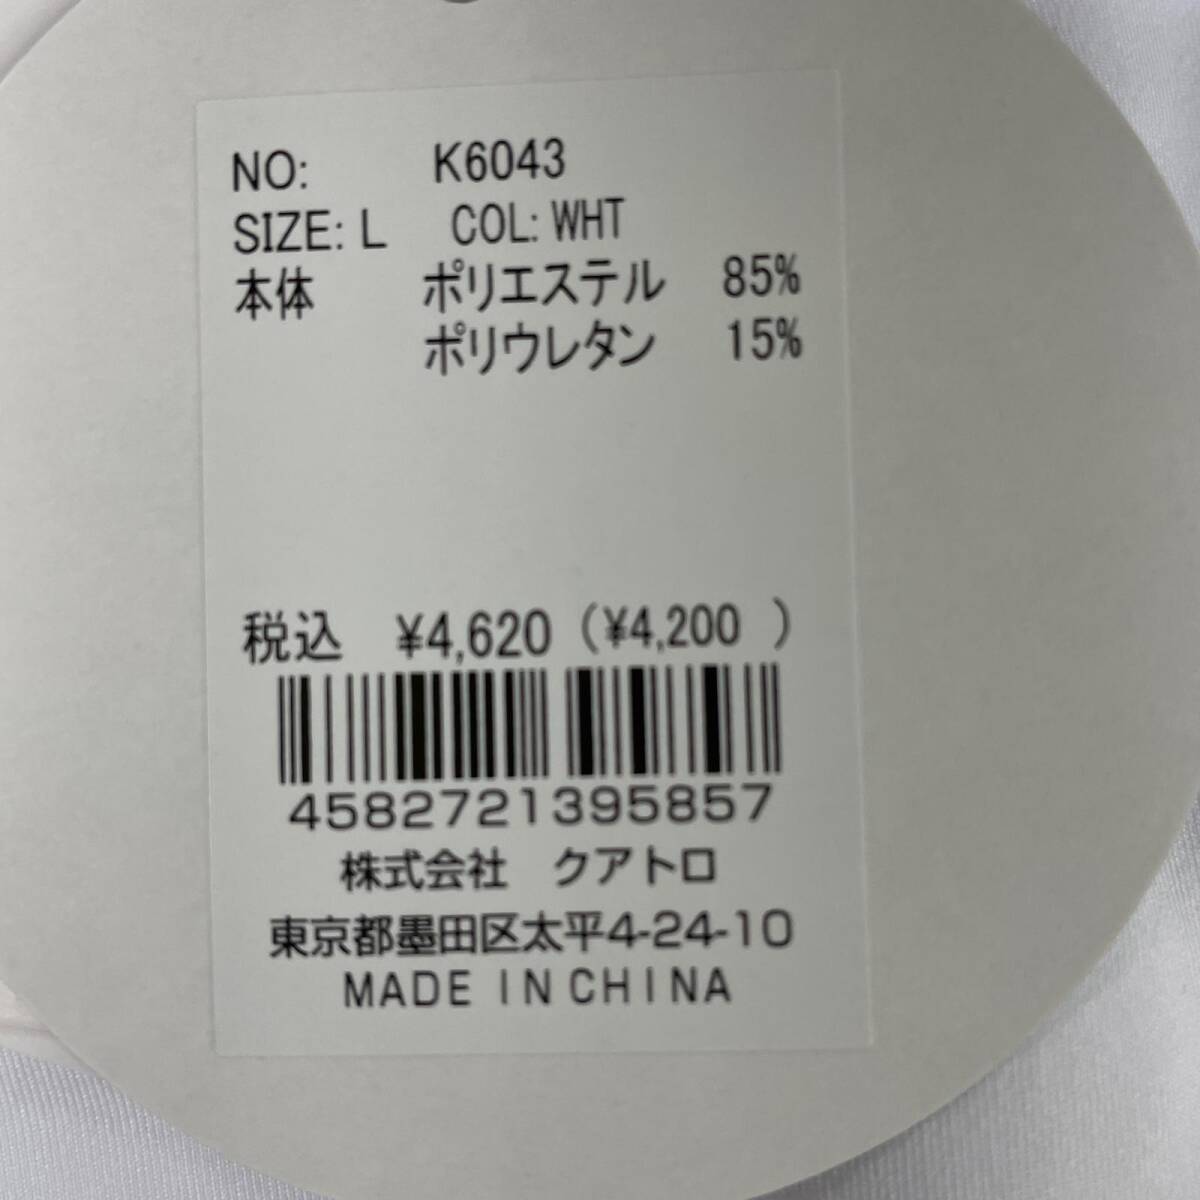 NO: K6043
SIZE: L COL: WHT
本体 ポリエステル 85%
ポリウレタン 15%
税込 ¥4,620 (¥4,200 )
4582721395857
株式会社 クアトロ
東京都墨田区太平4-24-10
MADE IN CHINA